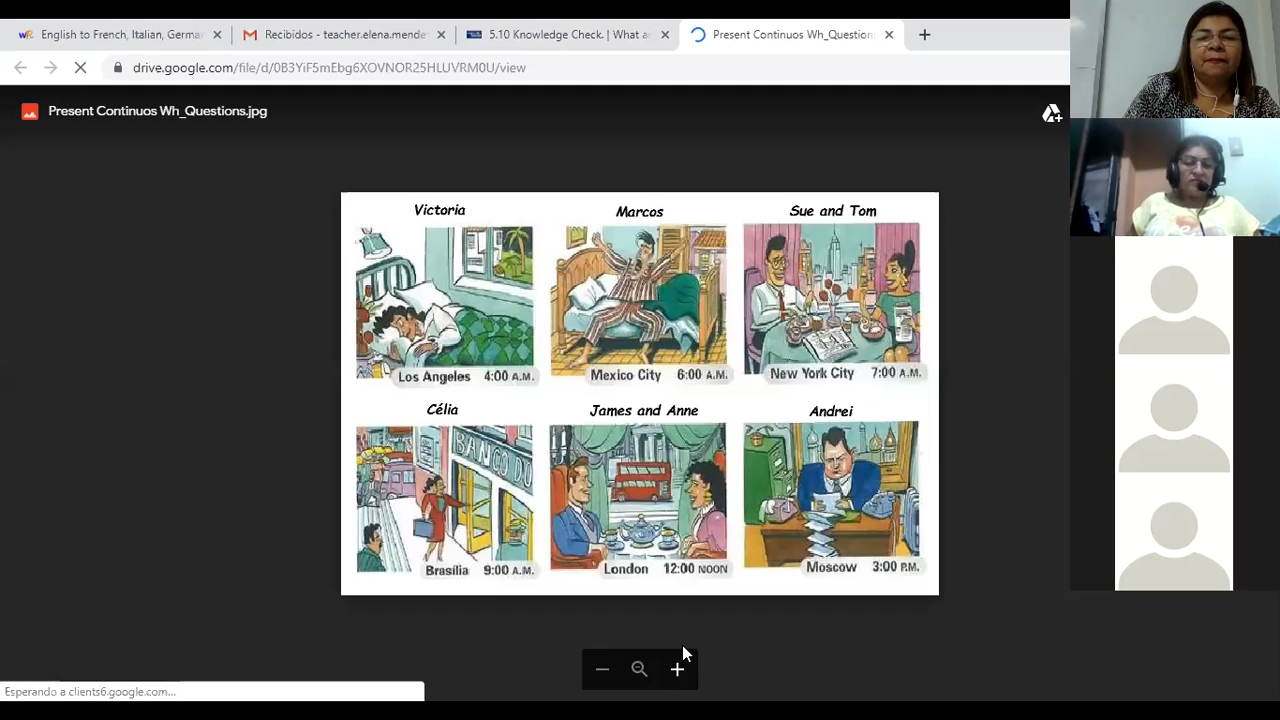 English to French, Italian, Germa
Recibidos - teacher.elena.mende
5.10 Knowledge Check. | What a
Present Continuos Wh_Question
drive.google.com/file/d/0B3YiF5mEbg6XOVNOR25HLUVRM0U/view
Present Continuos Wh_Questions.jpg
Victoria
Marcos
Sue and Tom
Los Angeles 4:00 A.M.
Mexico City 6:00 A.M.
New York City 7:00 A.M.
Célia
James and Anne
Andrei
BANCO DO
Brasília 9:00 A.M.
London 12:00 NOON
Moscow 3:00 P.M.
Esperando a clients6.google.com...